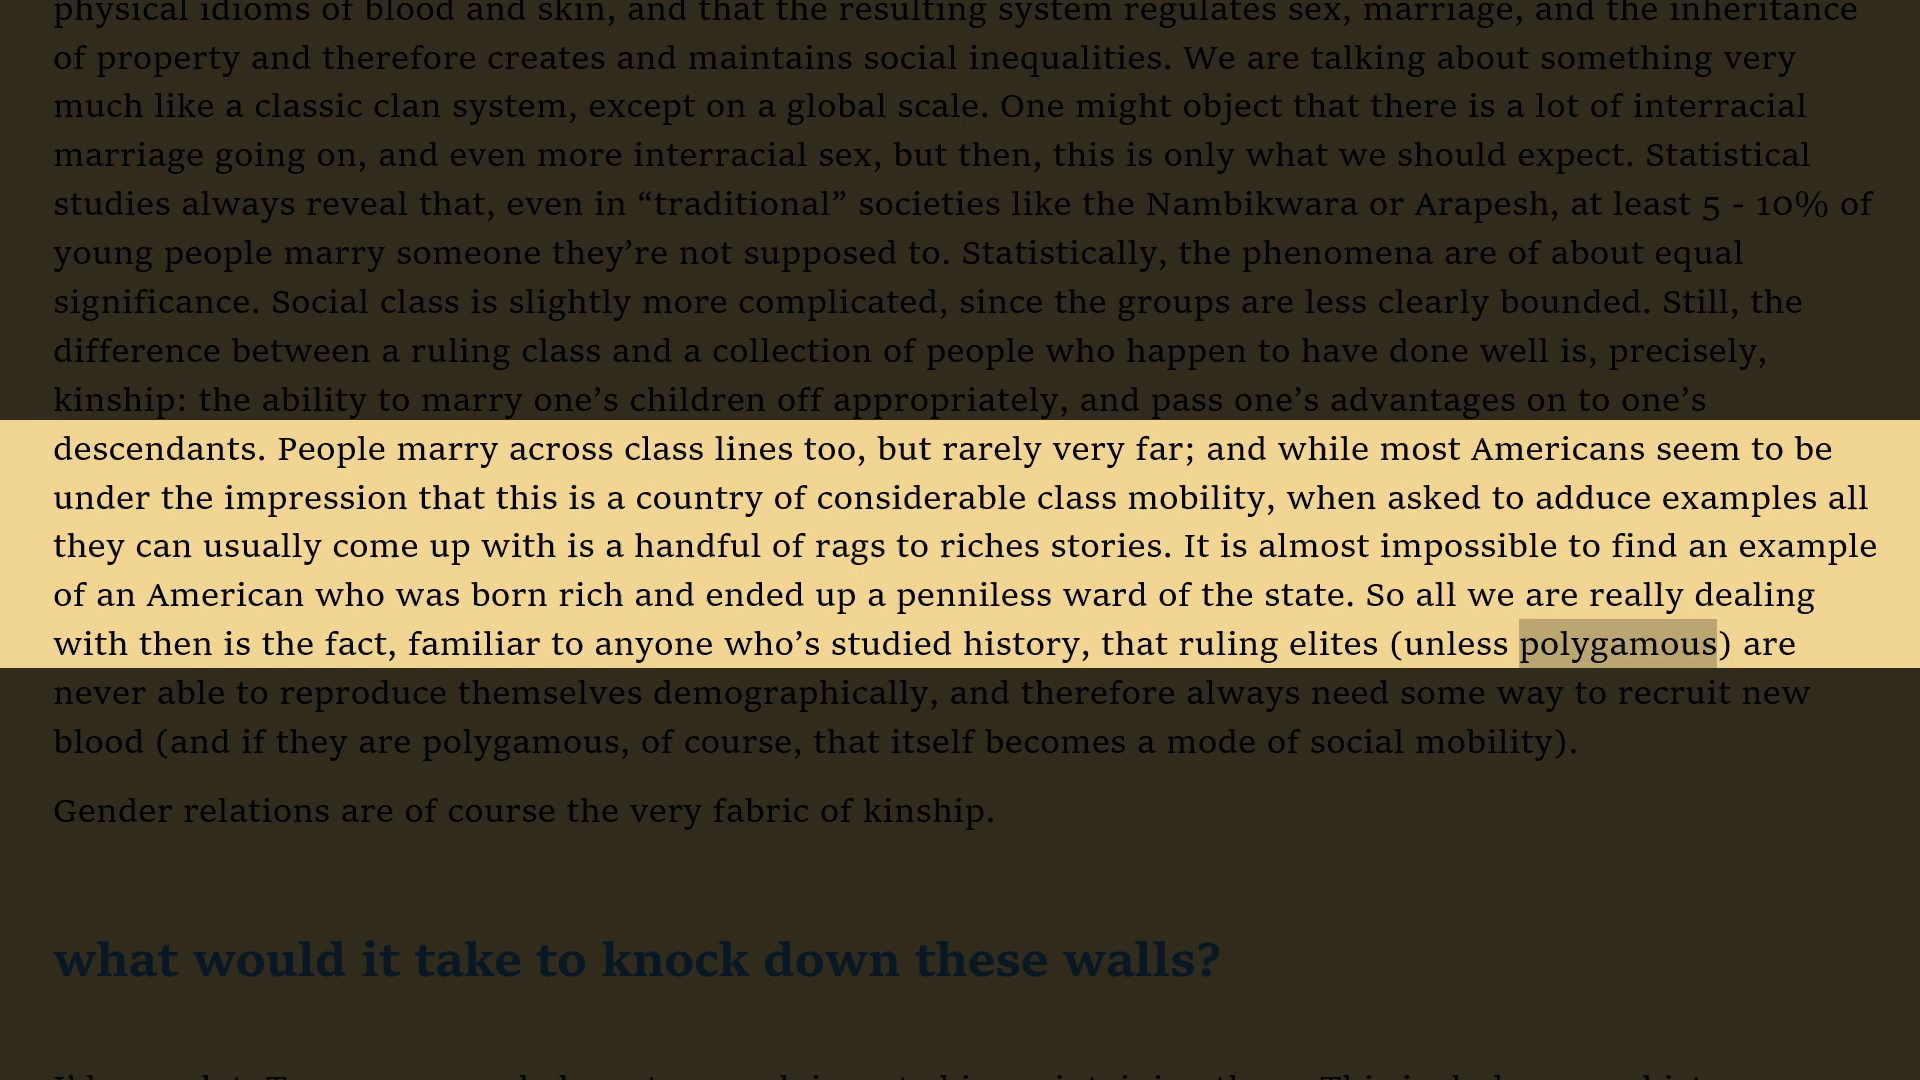 physical idioms of blood and skin, and that the resulting system regulates sex, marriage, and the inheritance
of property and therefore creates and maintains social inequalities. We are talking about something very
much like a classic clan system, except on a global scale. One might object that there is a lot of interracial
marriage going on, and even more interracial sex, but then, this is only what we should expect. Statistical
studies always reveal that, even in “traditional” societies like the Nambikwara or Arapesh, at least 5 - 10% of
young people marry someone they’re not supposed to. Statistically, the phenomena are of about equal
significance. Social class is slightly more complicated, since the groups are less clearly bounded. Still, the
difference between a ruling class and a collection of people who happen to have done well is, precisely,
kinship: the ability to marry one’s children off appropriately, and pass one’s advantages on to one’s
descendants. People marry across class lines too, but rarely very far; and while most Americans seem to be
under the impression that this is a country of considerable class mobility, when asked to adduce examples all
they can usually come up with is a handful of rags to riches stories. It is almost impossible to find an example
of an American who was born rich and ended up a penniless ward of the state. So all we are really dealing
with then is the fact, familiar to anyone who’s studied history, that ruling elites (unless polygamous) are
never able to reproduce themselves demographically, and therefore always need some way to recruit new
blood (and if they are polygamous, of course, that itself becomes a mode of social mobility).
Gender relations are of course the very fabric of kinship.
what would it take to knock down these walls?